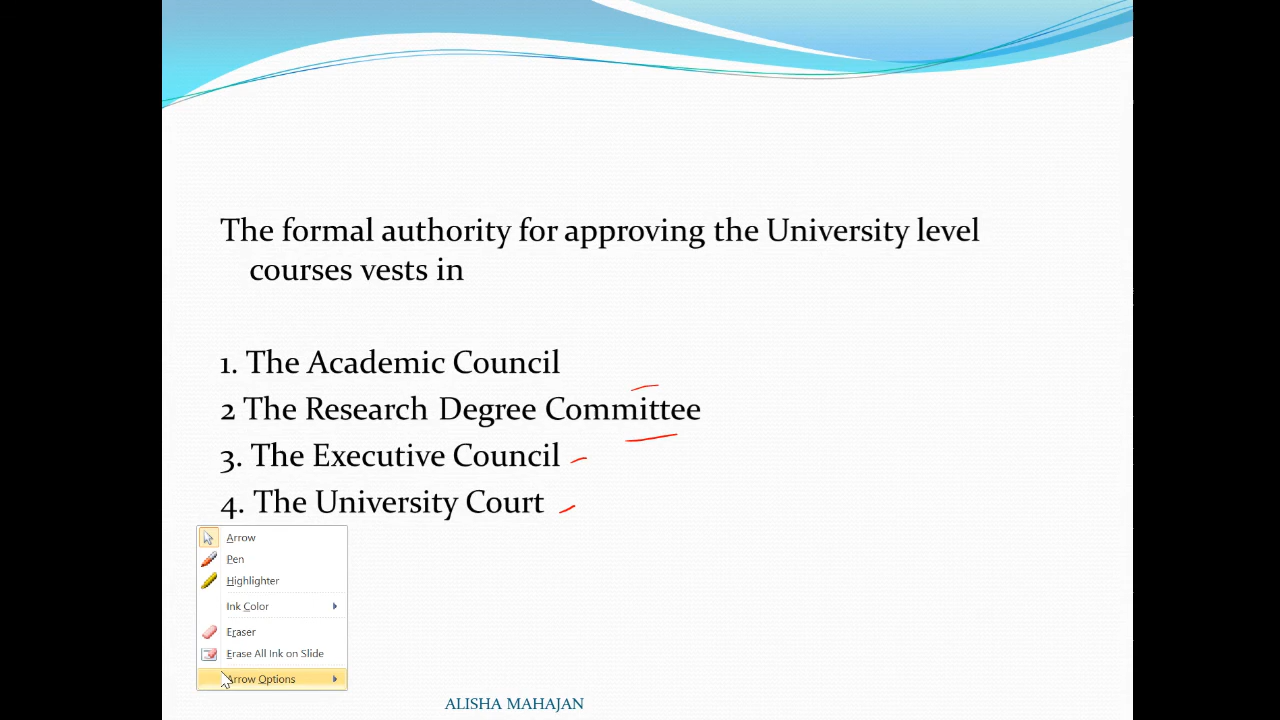 The formal authority for approving the University level
courses vests in
1. The Academic Council
2 The Research Degree Committee
3. The Executive Council
4. The University Court
Arrow
Pen
Highlighter
Ink Color
Eraser
Erase All Ink on Slide
Arrow Options
ALISHA MAHAJAN